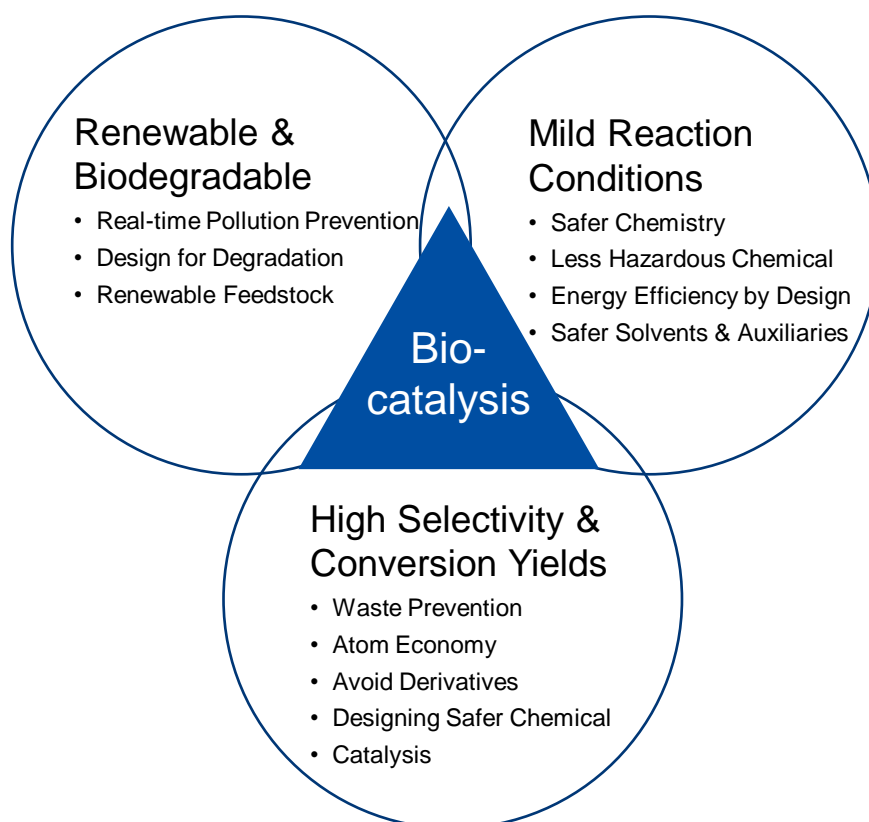 Renewable &
Biodegradable
• Real-time Pollution Prevention
• Design for Degradation
• Renewable Feedstock
Mild Reaction
Conditions
• Safer Chemistry
• Less Hazardous Chemical
• Energy Efficiency by Design
• Safer Solvents & Auxiliaries
Bio-
catalysis
High Selectivity &
Conversion Yields
• Waste Prevention
• Atom Economy
• Avoid Derivatives
• Designing Safer Chemical
• Catalysis